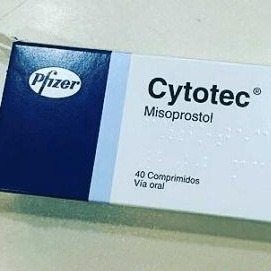 Pfizer
Cytotec®
Misoprostol
40 Comprimidos
Vía oral